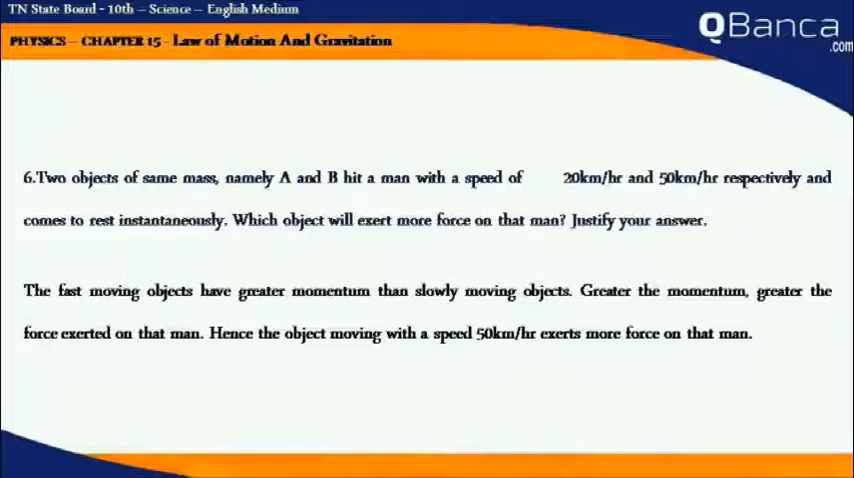 TN State Board - 10th – Science – English Medium
PHYSICS – CHAPTER 15 - Law of Motion And Gravitation
QBanca
.com
6.Two objects of same mass, namely A and B hit a man with a speed of 20km/hr and 50km/hr respectively and
comes to rest instantaneously. Which object will exert more force on that man? Justify your answer.
The fast moving objects have greater momentum than slowly moving objects. Greater the momentum, greater the
force exerted on that man. Hence the object moving with a speed 50km/hr exerts more force on that man.